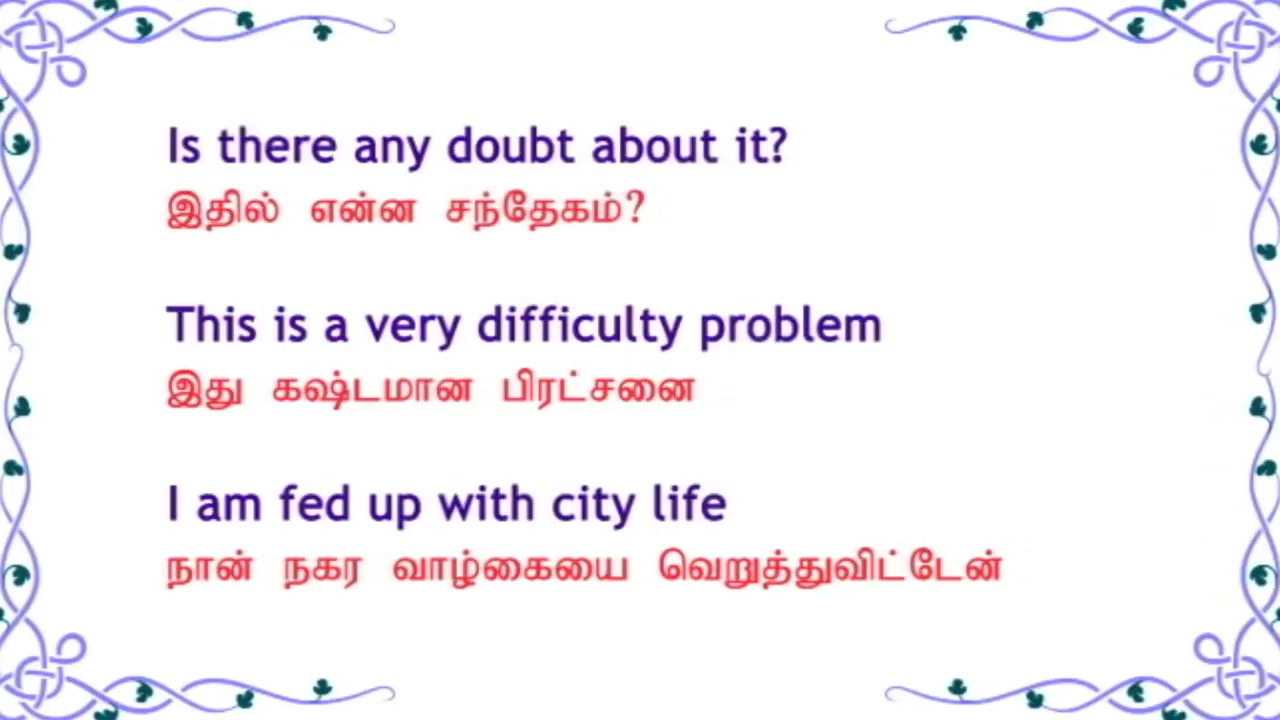 Is there any doubt about it?
இதில் என்ன சந்தேகம்?
This is a very difficulty problem
இது கஷ்டமான பிரட்சனை
I am fed up with city life
நான் நகர வாழ்கையை வெறுத்துவிட்டேன்